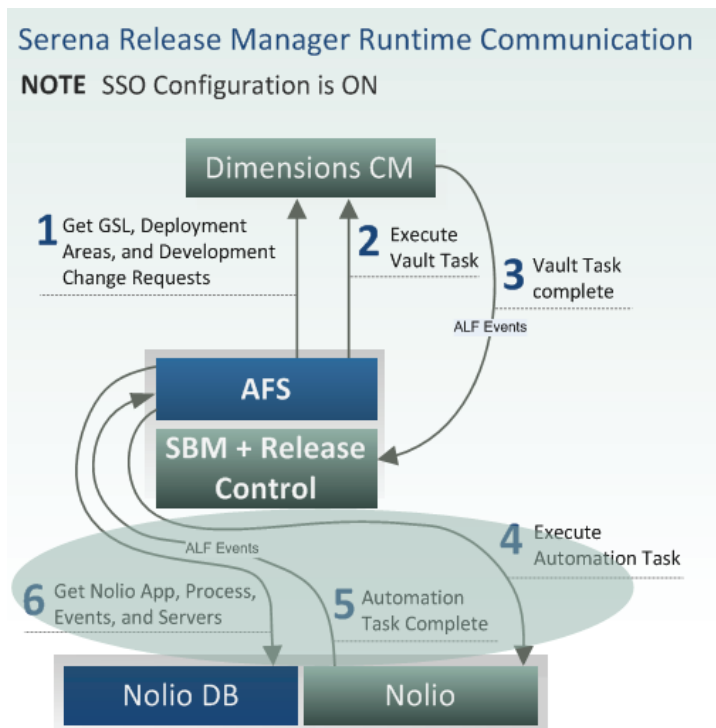 Serena Release Manager Runtime Communication
NOTE SSO Configuration is ON
Dimensions CM
1 Get GSL, Deployment
Areas, and Development
Change Requests
2 Execute
Vault Task
3 Vault Task
complete
ALF Events
AFS
SBM + Release
Control
4 Execute
Automation Task
ALF Events
6 Get Nolio App, Process,
Events, and Servers
5 Automation
Task Complete
Nolio DB
Nolio